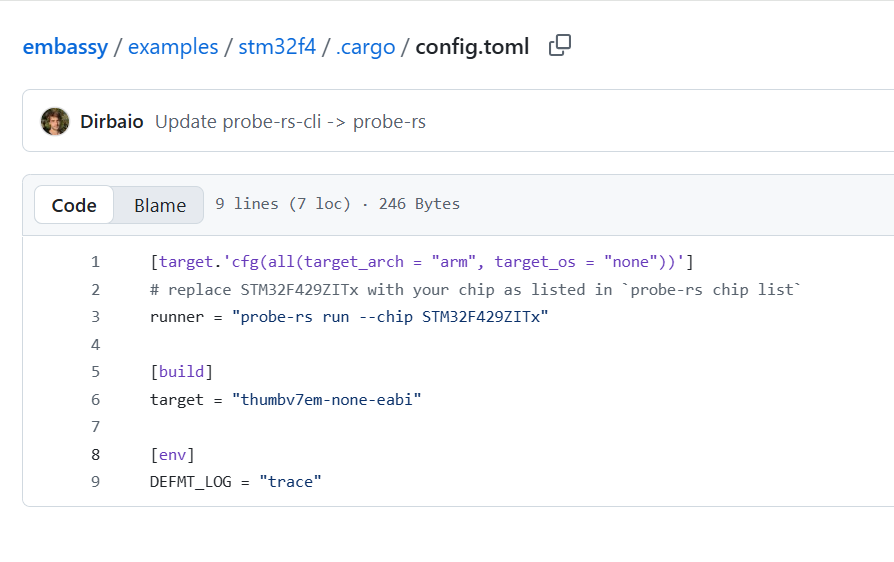 embassy / examples / stm32f4 / .cargo / config.toml
Dirbaio Update probe-rs-cli -> probe-rs
Code Blame 9 lines (7 loc) · 246 Bytes
1 [target.'cfg(all(target_arch = "arm", target_os = "none"))']
2 # replace STM32F429ZITx with your chip as listed in `probe-rs chip list`
3 runner = "probe-rs run --chip STM32F429ZITx"
4
5 [build]
6 target = "thumbv7em-none-eabi"
7
8 [env]
9 DEFMT_LOG = "trace"